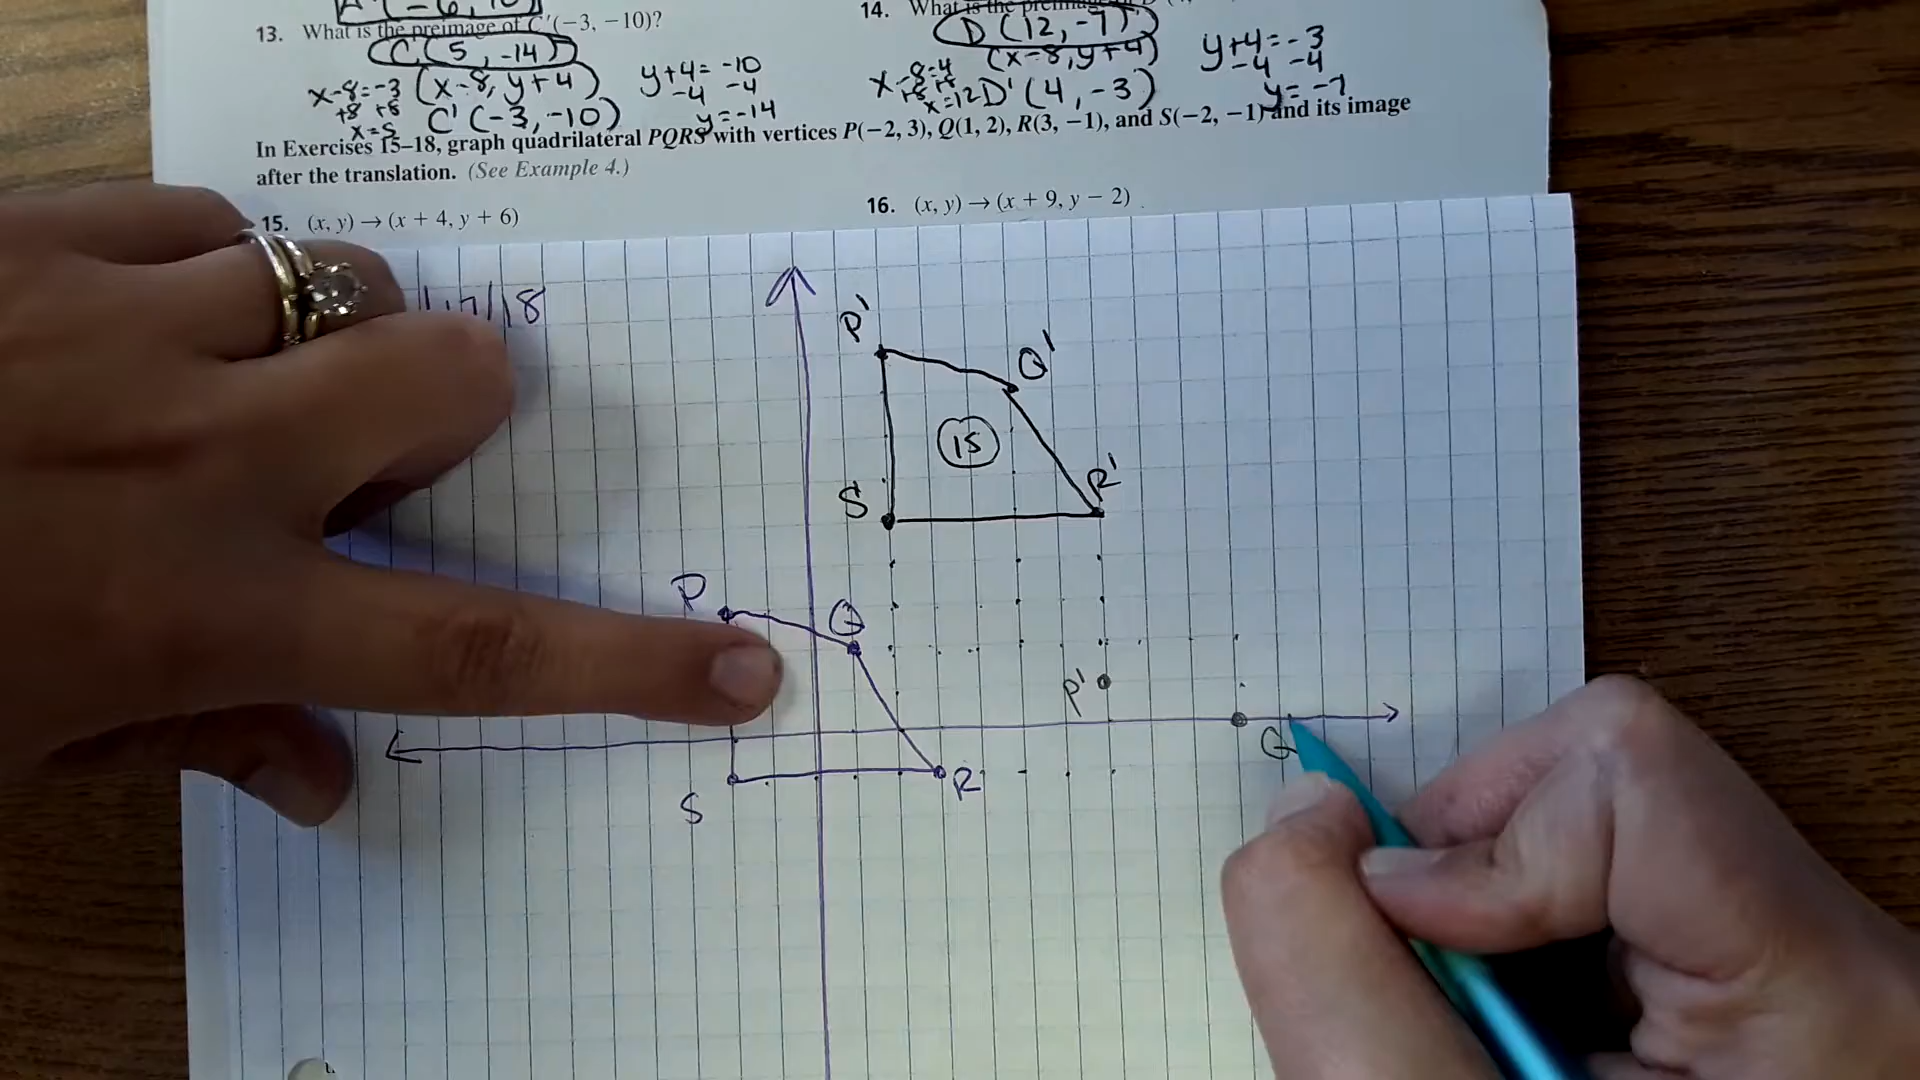 13. What is the preimage of C′(−3, −10)?
C(5, -14)
x-8=-3 (x-8, y+4) y+4= -10
+8 +8 -4 -4
x=5 C'(-3,-10) y=-14
14. What is the preimage
D(12,-7)
(x-8,y+4) y+4=-3
x-8=4 -4 -4
+8 +8
x=12 D'(4,-3) y= -7
In Exercises 15–18, graph quadrilateral PQRS with vertices P(−2, 3), Q(1, 2), R(3, −1), and S(−2, −1) and its image
after the translation. (See Example 4.)
15. (x, y) → (x + 4, y + 6)
16. (x, y) → (x + 9, y − 2)
P'
Q'
15
S
R'
P
Q
P'
R
S